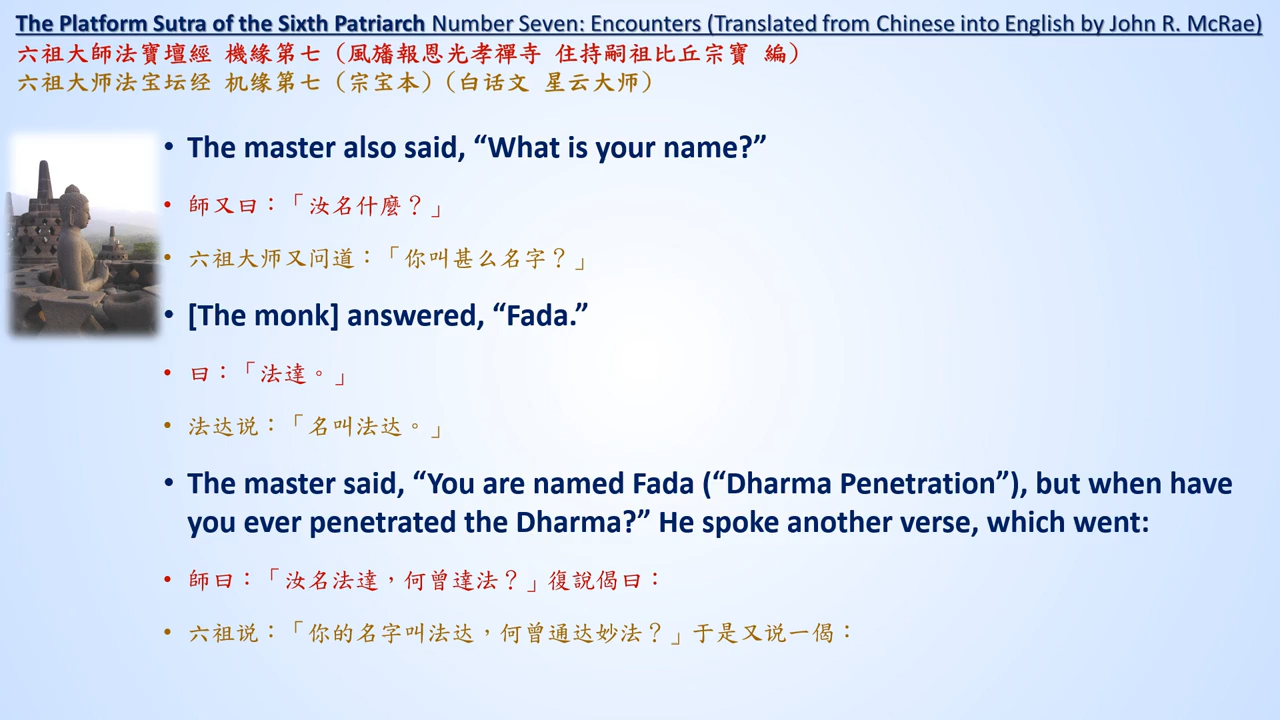 The Platform Sutra of the Sixth Patriarch Number Seven: Encounters (Translated from Chinese into English by John R. McRae)
六祖大師法寶壇經 機緣第七（風旛報恩光孝禪寺 住持嗣祖比丘宗寶 編）
六祖大师法宝坛经 机缘第七（宗宝本）（白话文 星云大师）
• The master also said, “What is your name?”
• 師又曰：「汝名什麼？」
• 六祖大师又问道：「你叫甚么名字？」
• [The monk] answered, “Fada.”
• 曰：「法達。」
• 法达说：「名叫法达。」
• The master said, “You are named Fada (“Dharma Penetration”), but when have
you ever penetrated the Dharma?” He spoke another verse, which went:
• 師曰：「汝名法達，何曾達法？」復說偈曰：
• 六祖说：「你的名字叫法达，何曾通达妙法？」于是又说一偈：